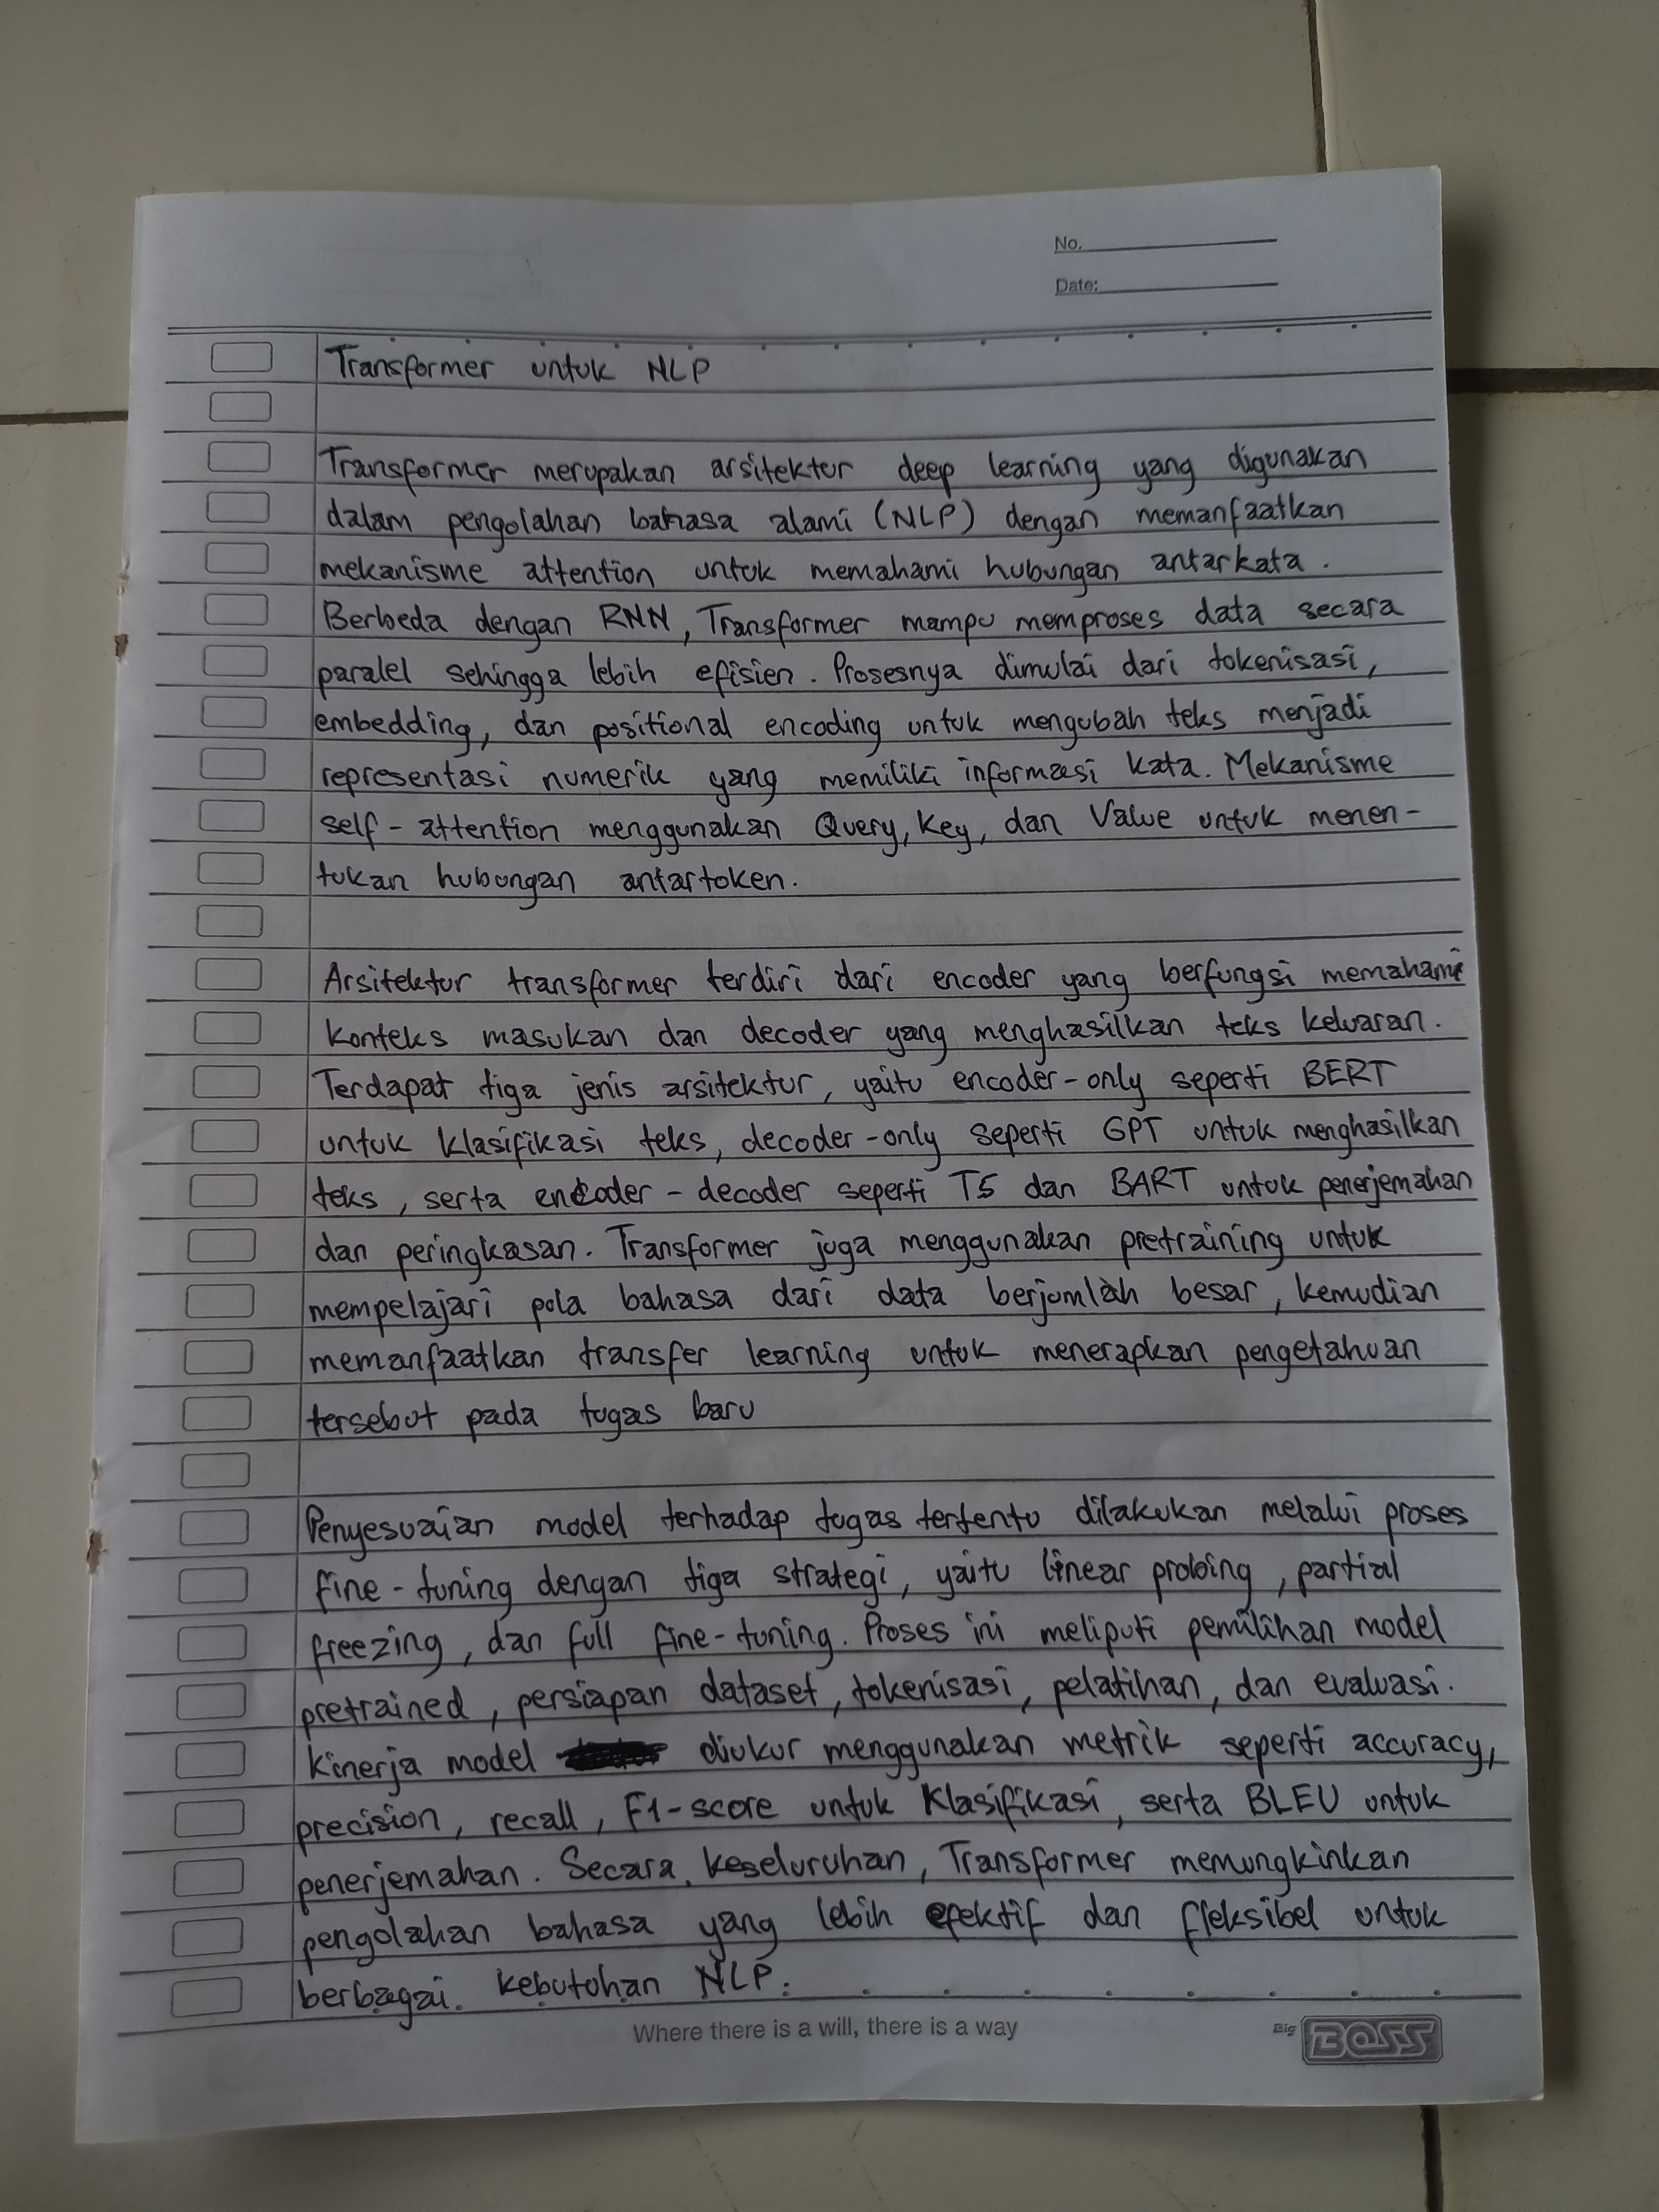 No.
Date:
Transformer untuk NLP
Transformer merupakan arsitektur deep learning yang digunakan
dalam pengolahan bahasa alami (NLP) dengan memanfaatkan
mekanisme attention untuk memahami hubungan antarkata.
Berbeda dengan RNN, Transformer mampu memproses data secara
paralel sehingga lebih efisien. Prosesnya dimulai dari tokenisasi,
embedding, dan positional encoding untuk mengubah teks menjadi
representasi numerik yang memiliki informasi kata. Mekanisme
self-attention menggunakan Query, Key, dan Value untuk menen-
tukan hubungan antartoken.
Arsitektur transformer terdiri dari encoder yang berfungsi memahami
konteks masukan dan decoder yang menghasilkan teks keluaran.
Terdapat tiga jenis arsitektur, yaitu encoder-only seperti BERT
untuk klasifikasi teks, decoder-only seperti GPT untuk menghasilkan
teks, serta encoder-decoder seperti T5 dan BART untuk penerjemahan
dan peringkasan. Transformer juga menggunakan pretraining untuk
mempelajari pola bahasa dari data berjumlah besar, kemudian
memanfaatkan transfer learning untuk menerapkan pengetahuan
tersebut pada tugas baru
Penyesuaian model terhadap tugas tertentu dilakukan melalui proses
fine-tuning dengan tiga strategi, yaitu linear probing, partial
freezing, dan full fine-tuning. Proses ini meliputi pemilihan model
pretrained, persiapan dataset, tokenisasi, pelatihan, dan evaluasi.
Kinerja model diukur menggunakan metrik seperti accuracy,
precision, recall, F1-score untuk klasifikasi, serta BLEU untuk
penerjemahan. Secara keseluruhan, Transformer memungkinkan
pengolahan bahasa yang lebih efektif dan fleksibel untuk
berbagai kebutuhan NLP.
Where there is a will, there is a way
Big BOSS